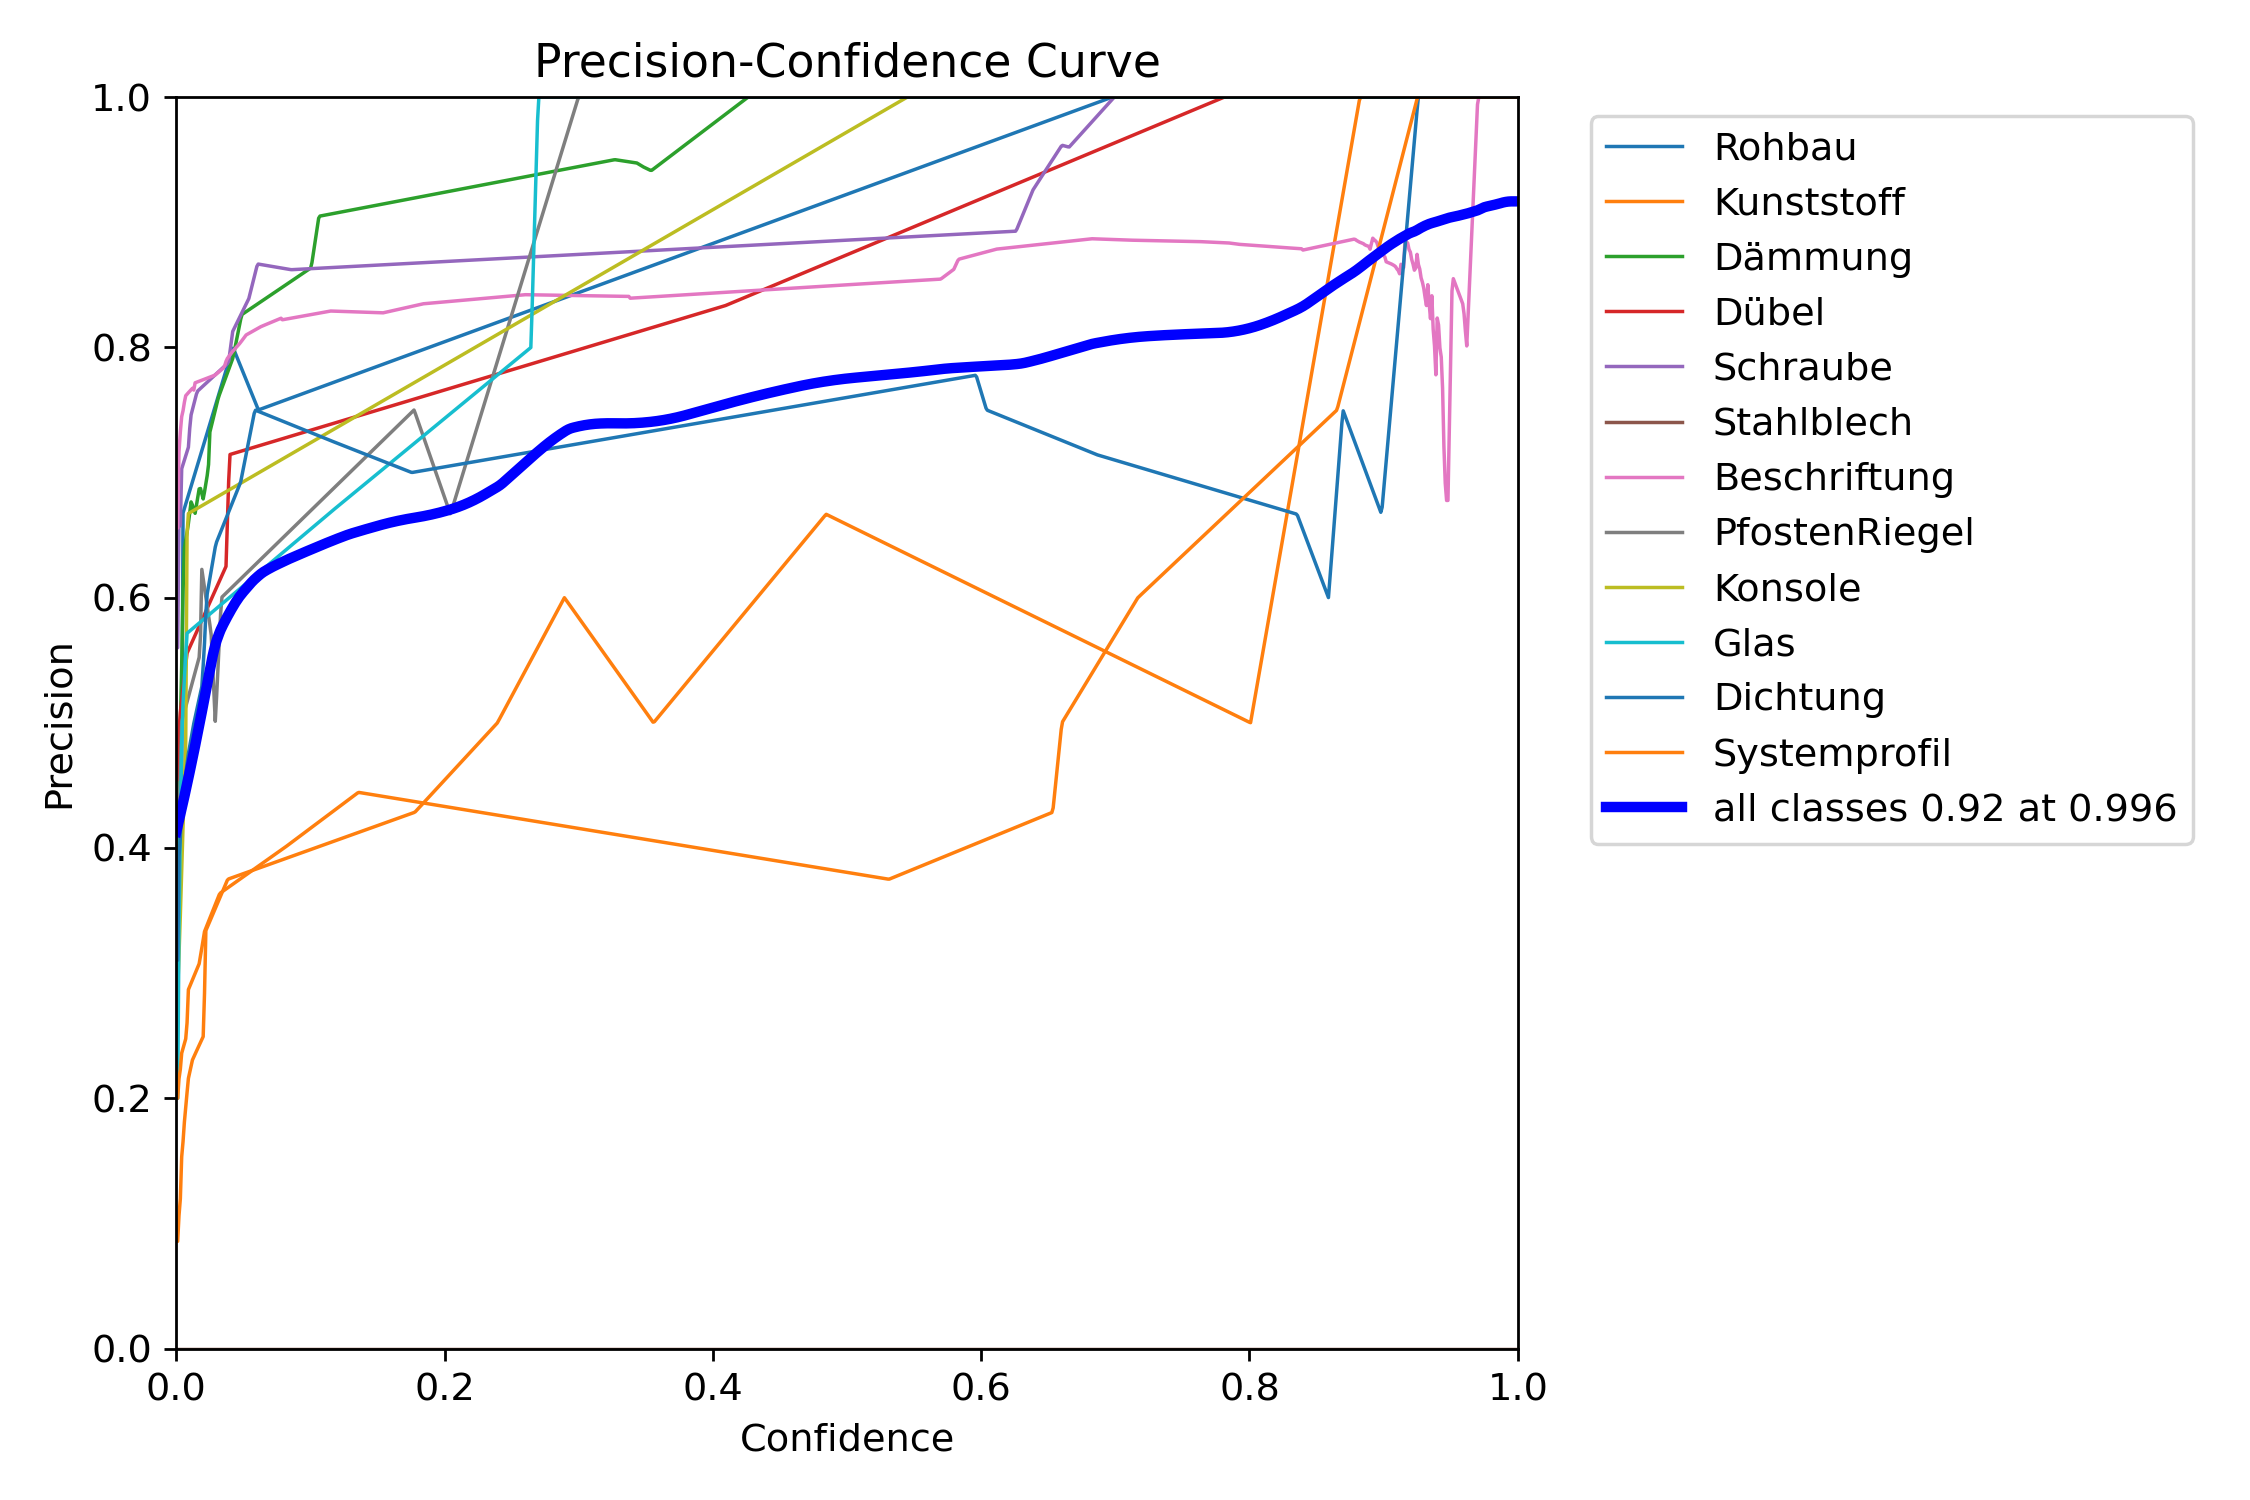 Precision-Confidence Curve
1.0
0.8
0.6
0.4
0.2
0.0
Precision
0.0 0.2 0.4 0.6 0.8 1.0
Confidence
Rohbau
Kunststoff
Dämmung
Dübel
Schraube
Stahlblech
Beschriftung
PfostenRiegel
Konsole
Glas
Dichtung
Systemprofil
all classes 0.92 at 0.996